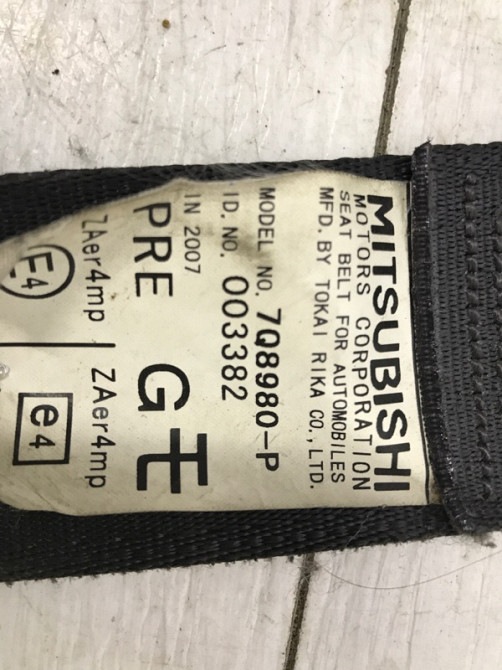 MITSUBISHI
MOTORS CORPORATION
SEAT BELT FOR AUTOMOBILES
MFD. BY TOKAI RIKA CO., LTD.
MODEL NO. 7Q8980-P
ID. NO. 003382
IN 2007
PRE G モ
ZAer4mp | ZAer4mp
E4 e4